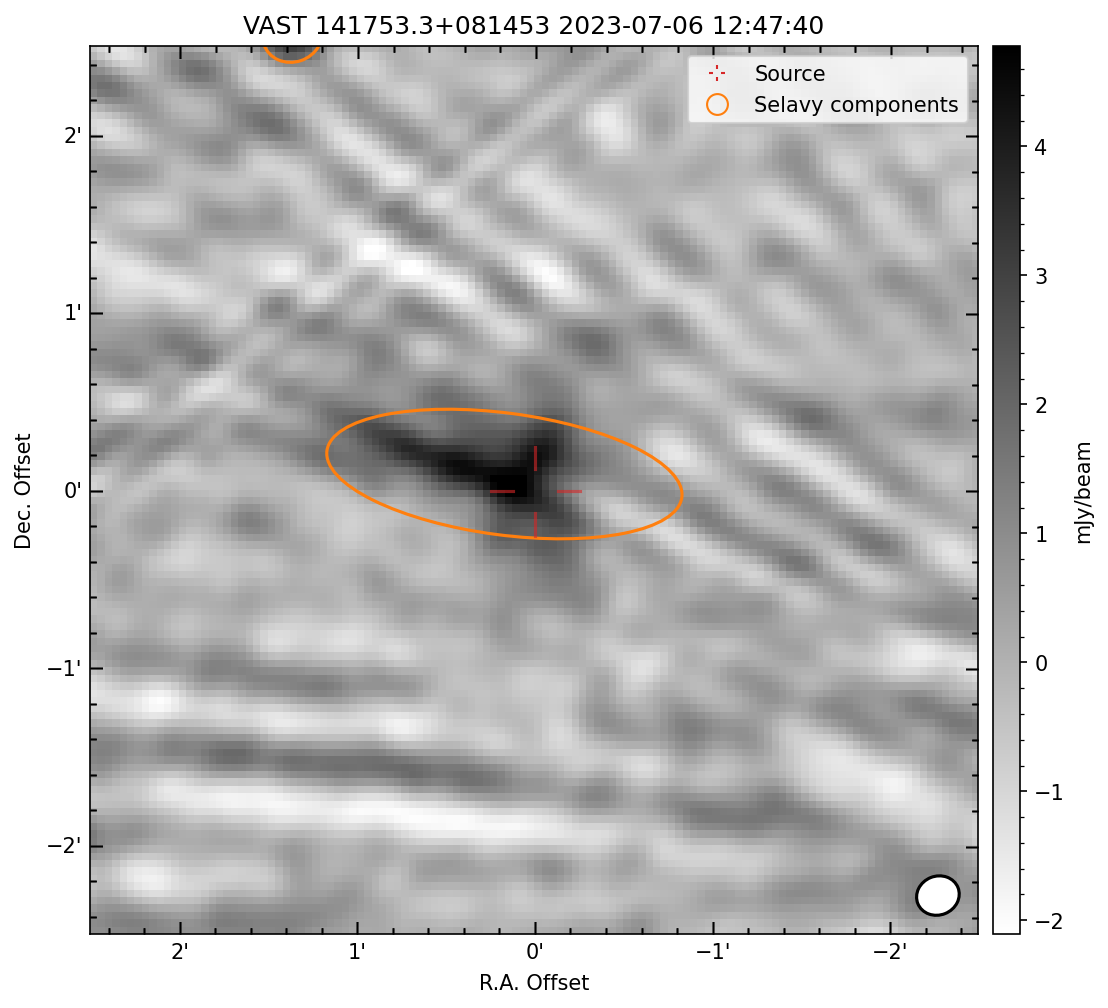 VAST 141753.3+081453 2023-07-06 12:47:40
Source
Selavy components
2'
1'
0'
−1'
−2'
Dec. Offset
2'
1'
0'
−1'
−2'
R.A. Offset
4
3
2
1
0
−1
−2
mJy/beam